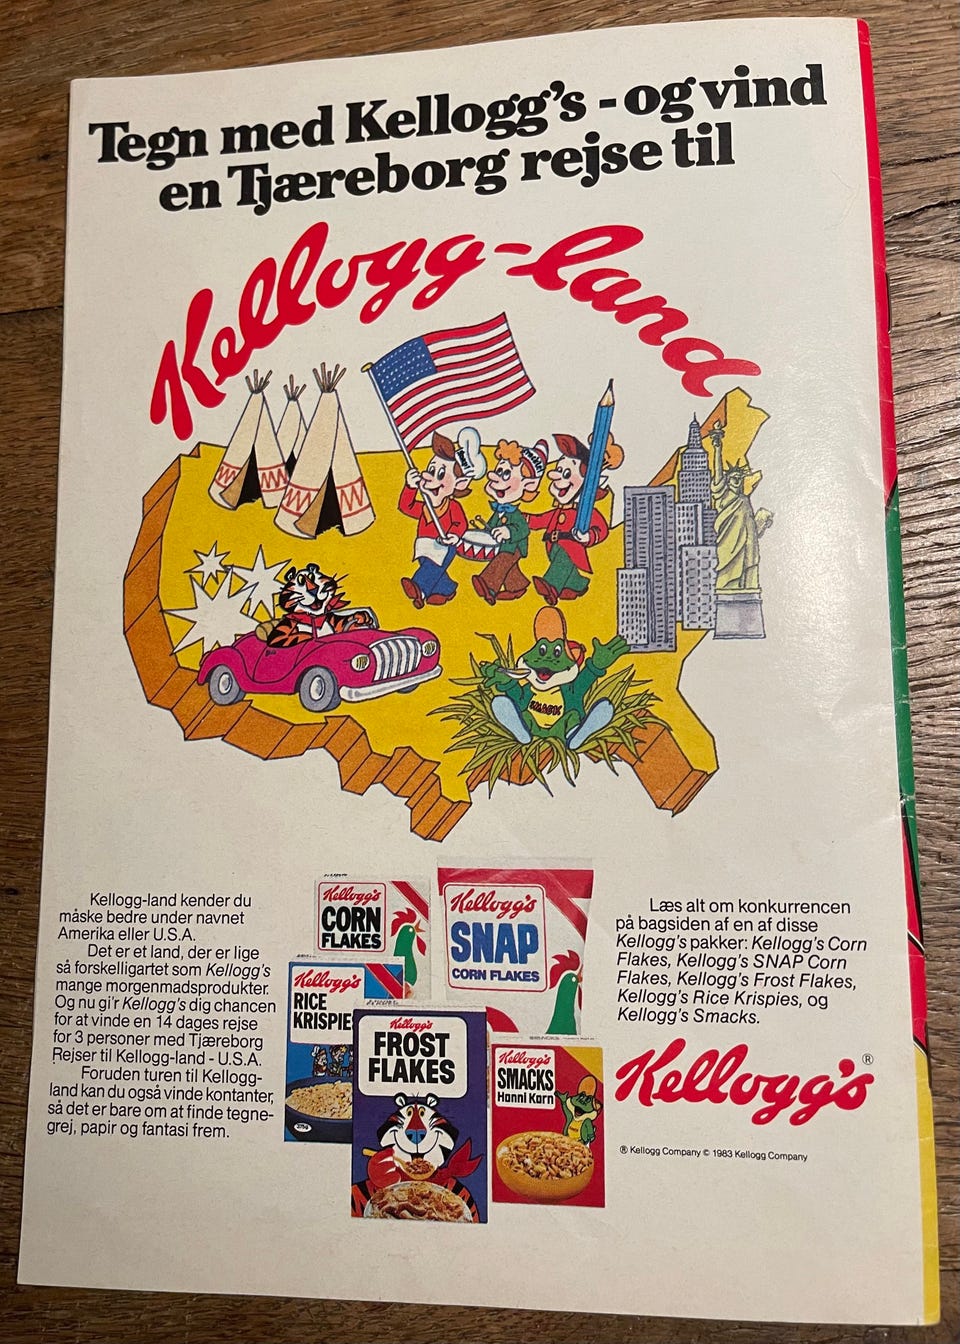 Tegn med Kellogg's - og vind
en Tjæreborg rejse til
Kellogg-land
SMACK
Kellogg-land kender du
måske bedre under navnet
Amerika eller U.S.A.
Det er et land, der er lige
så forskelligartet som Kellogg's
mange morgenmadsprodukter.
Og nu gi'r Kellogg's dig chancen
for at vinde en 14 dages rejse
for 3 personer med Tjæreborg
Rejser til Kellogg-land - U.S.A.
Foruden turen til Kellogg-
land kan du også vinde kontanter,
så det er bare om at finde tegne-
grej, papir og fantasi frem.
Kellogg's
CORN
FLAKES
Kellogg's
SNAP
CORN FLAKES
Kellogg's
RICE
KRISPIES
Kellogg's
FROST
FLAKES
Kellogg's
SMACKS
Honni Korn
Læs alt om konkurrencen
på bagsiden af en af disse
Kellogg's pakker: Kellogg's Corn
Flakes, Kellogg's SNAP Corn
Flakes, Kellogg's Frost Flakes,
Kellogg's Rice Krispies, og
Kellogg's Smacks.
Kellogg's ®
® Kellogg Company © 1983 Kellogg Company